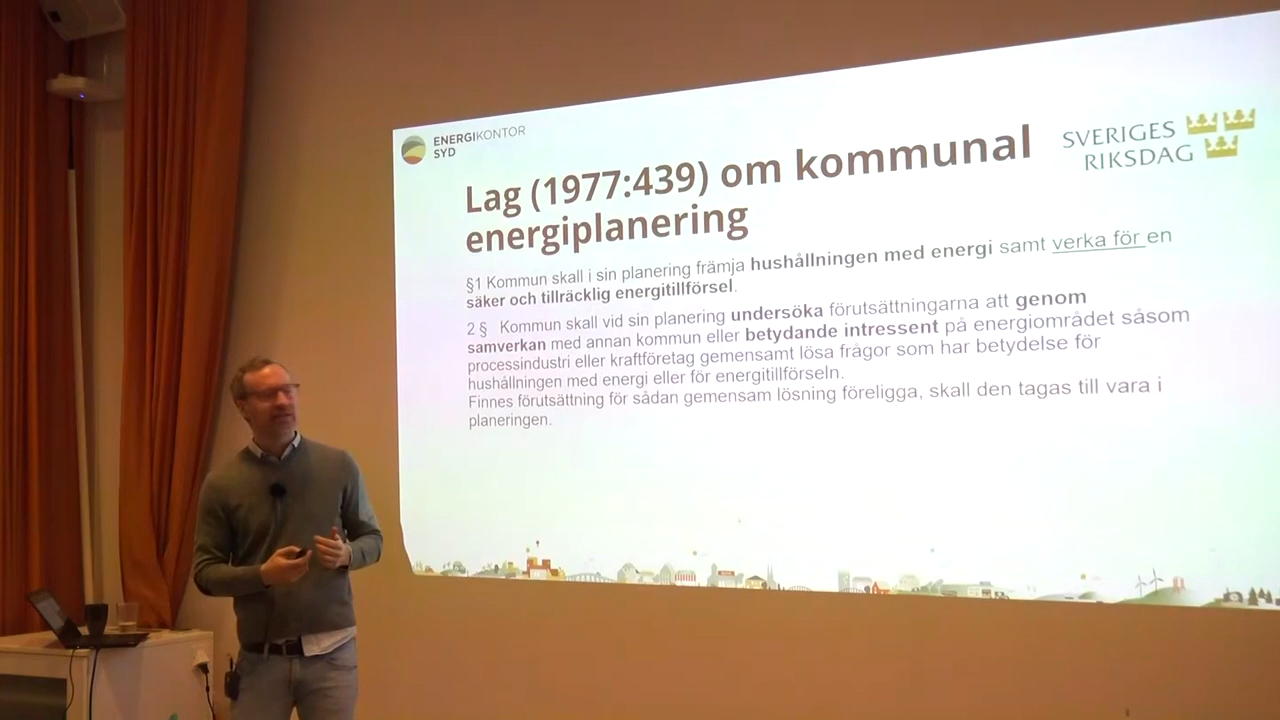 ENERGIKONTOR
SYD
SVERIGES
RIKSDAG
Lag (1977:439) om kommunal
energiplanering
§1 Kommun skall i sin planering främja hushållningen med energi samt verka för en
säker och tillräcklig energitillförsel.
2 § Kommun skall vid sin planering undersöka förutsättningarna att genom
samverkan med annan kommun eller betydande intressent på energiområdet såsom
processindustri eller kraftföretag gemensamt lösa frågor som har betydelse för
hushållningen med energi eller för energitillförseln.
Finnes förutsättning för sådan gemensam lösning föreligga, skall den tagas till vara i
planeringen.